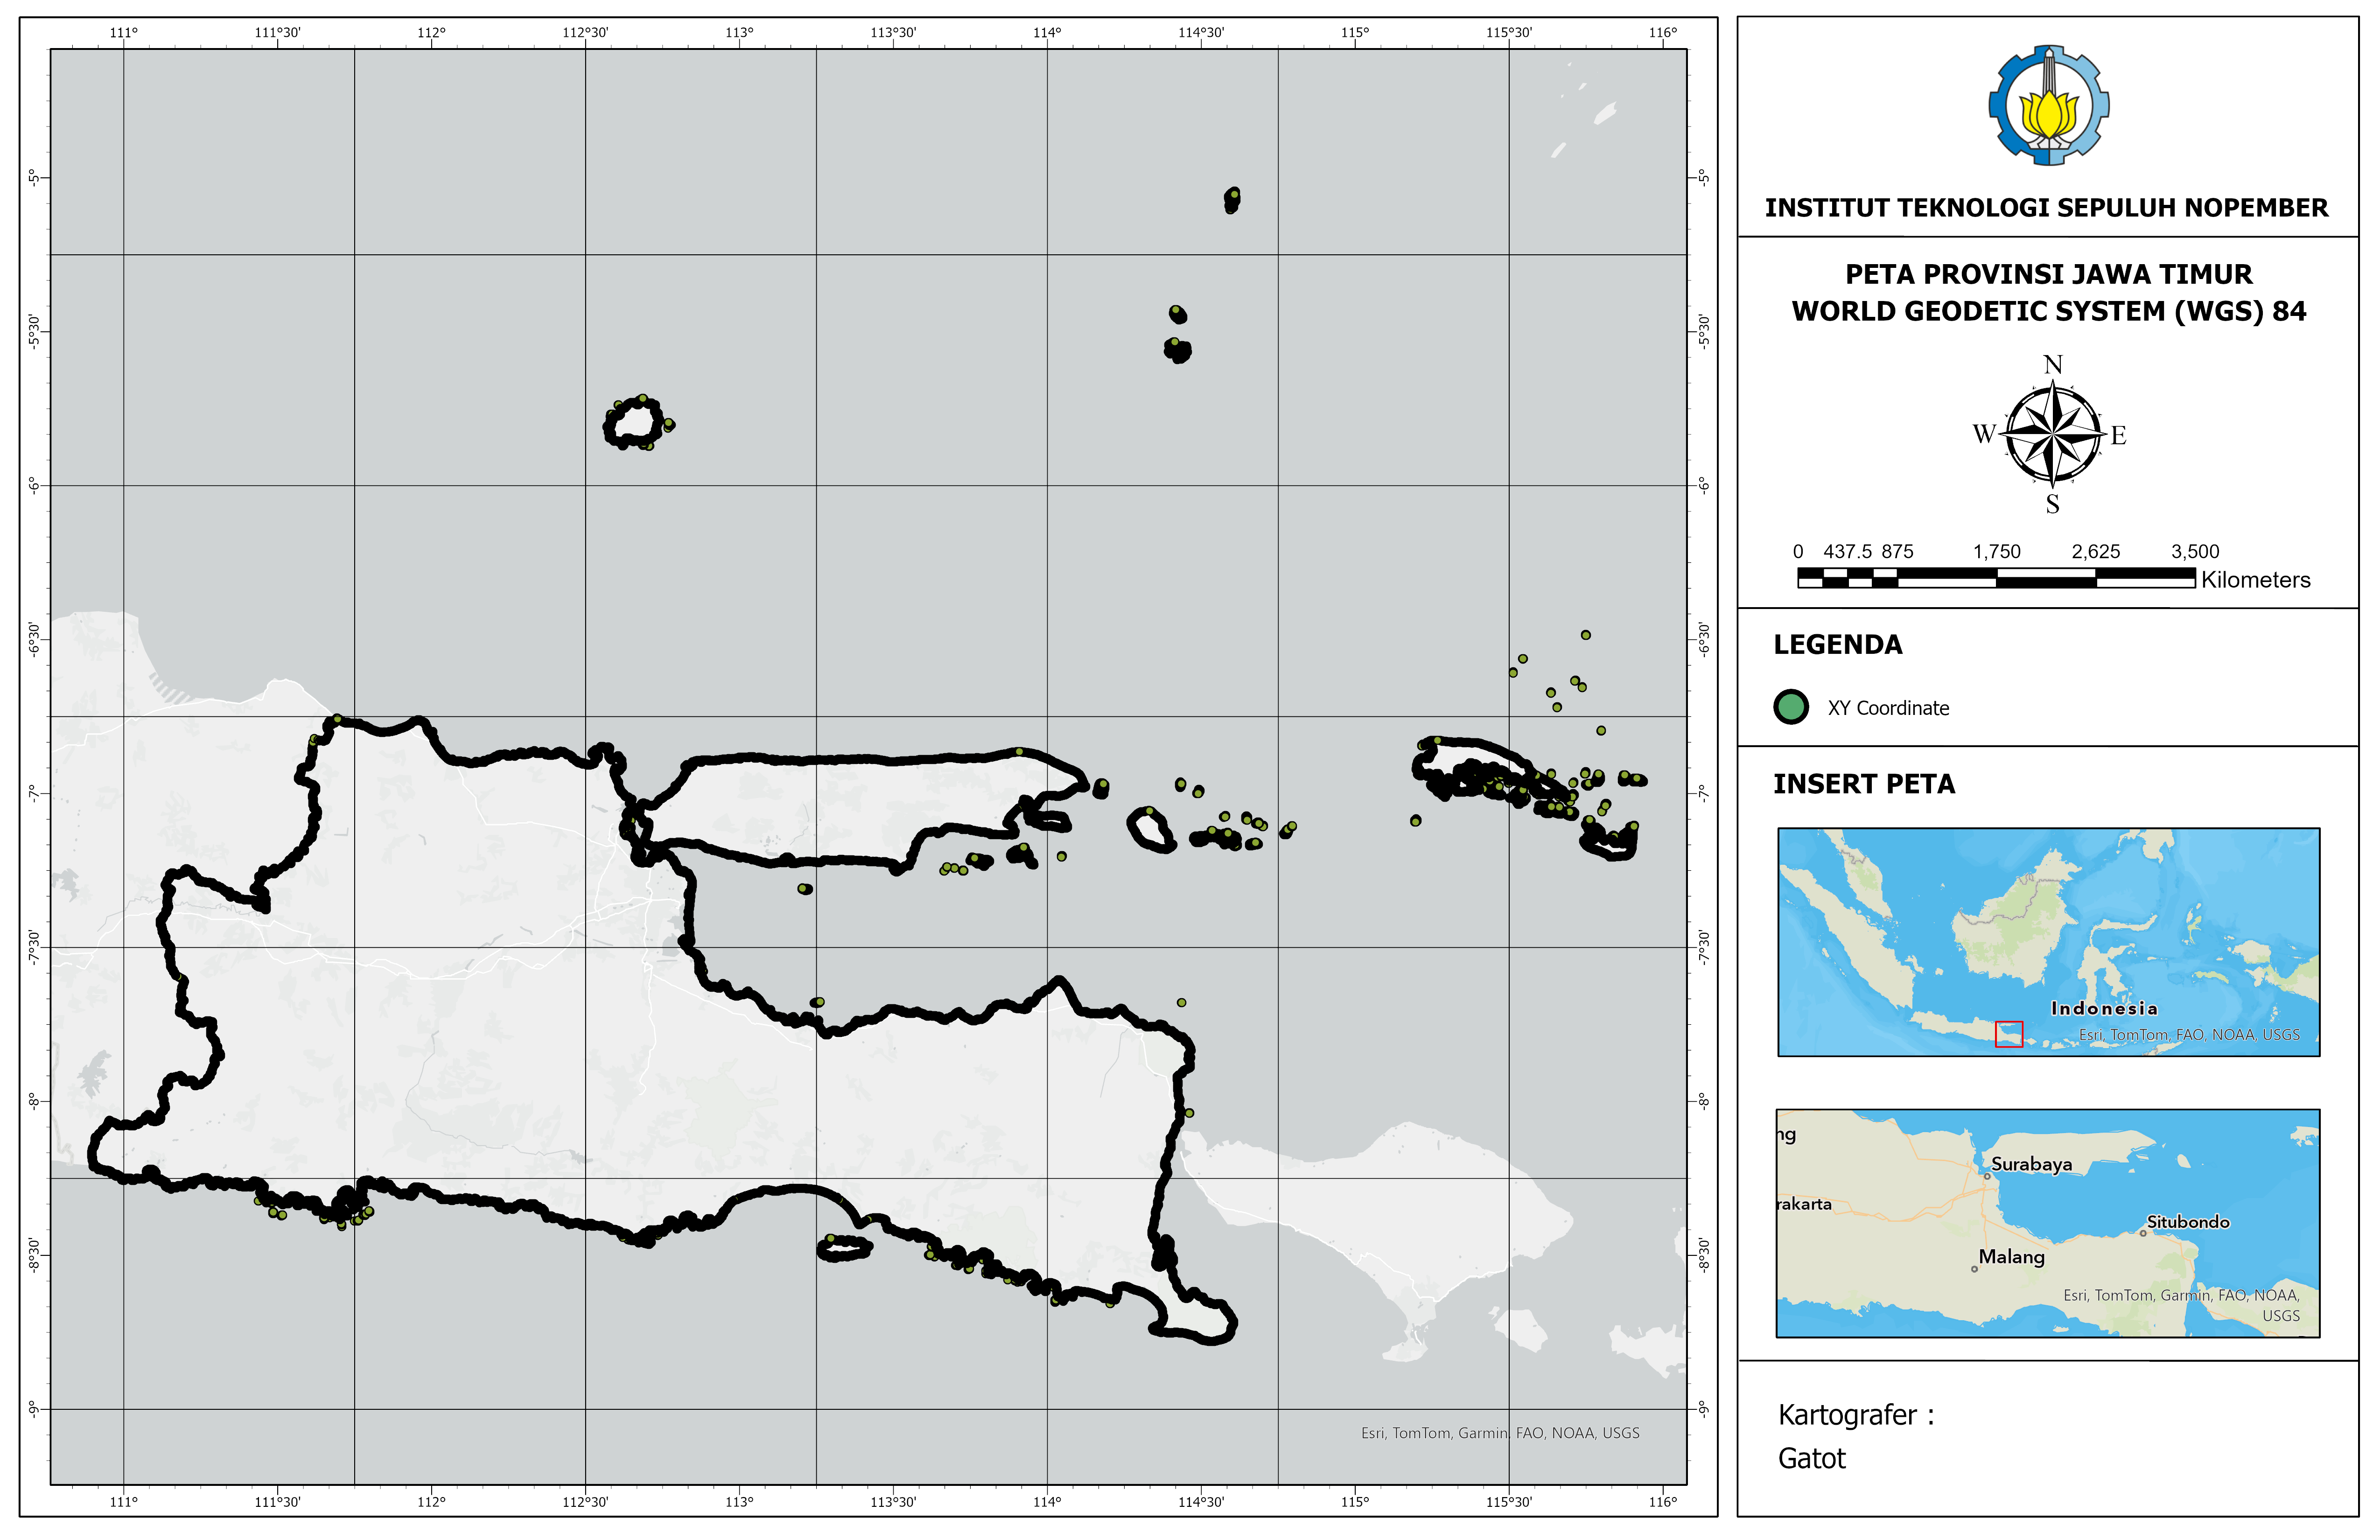 111° 111°30' 112° 112°30' 113° 113°30' 114° 114°30' 115° 115°30' 116°
-5° -5°
-5°30' -5°30'
-6° -6°
-6°30' -6°30'
-7° -7°
-7°30' -7°30'
-8° -8°
-8°30' -8°30'
-9° -9°
Esri, TomTom, Garmin, FAO, NOAA, USGS
111° 111°30' 112° 112°30' 113° 113°30' 114° 114°30' 115° 115°30' 116°
INSTITUT TEKNOLOGI SEPULUH NOPEMBER
PETA PROVINSI JAWA TIMUR
WORLD GEODETIC SYSTEM (WGS) 84
N
W E
S
0 437.5 875 1,750 2,625 3,500
Kilometers
LEGENDA
XY Coordinate
INSERT PETA
Indonesia
Esri, TomTom, FAO, NOAA, USGS
ng
Surabaya
rakarta
Situbondo
Malang
Esri, TomTom, Garmin, FAO, NOAA,
USGS
Kartografer :
Gatot